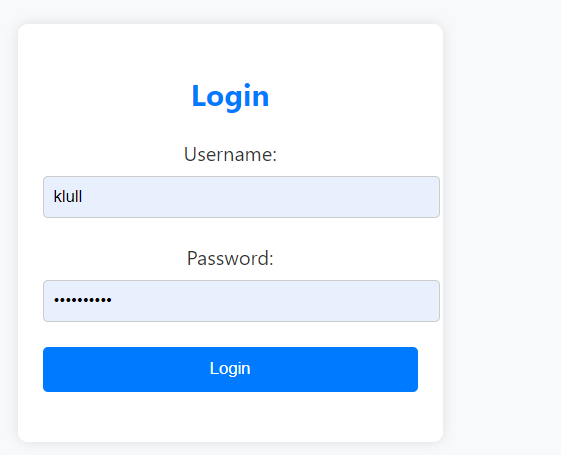 Login
Username:
klull
Password:
••••••••••
Login